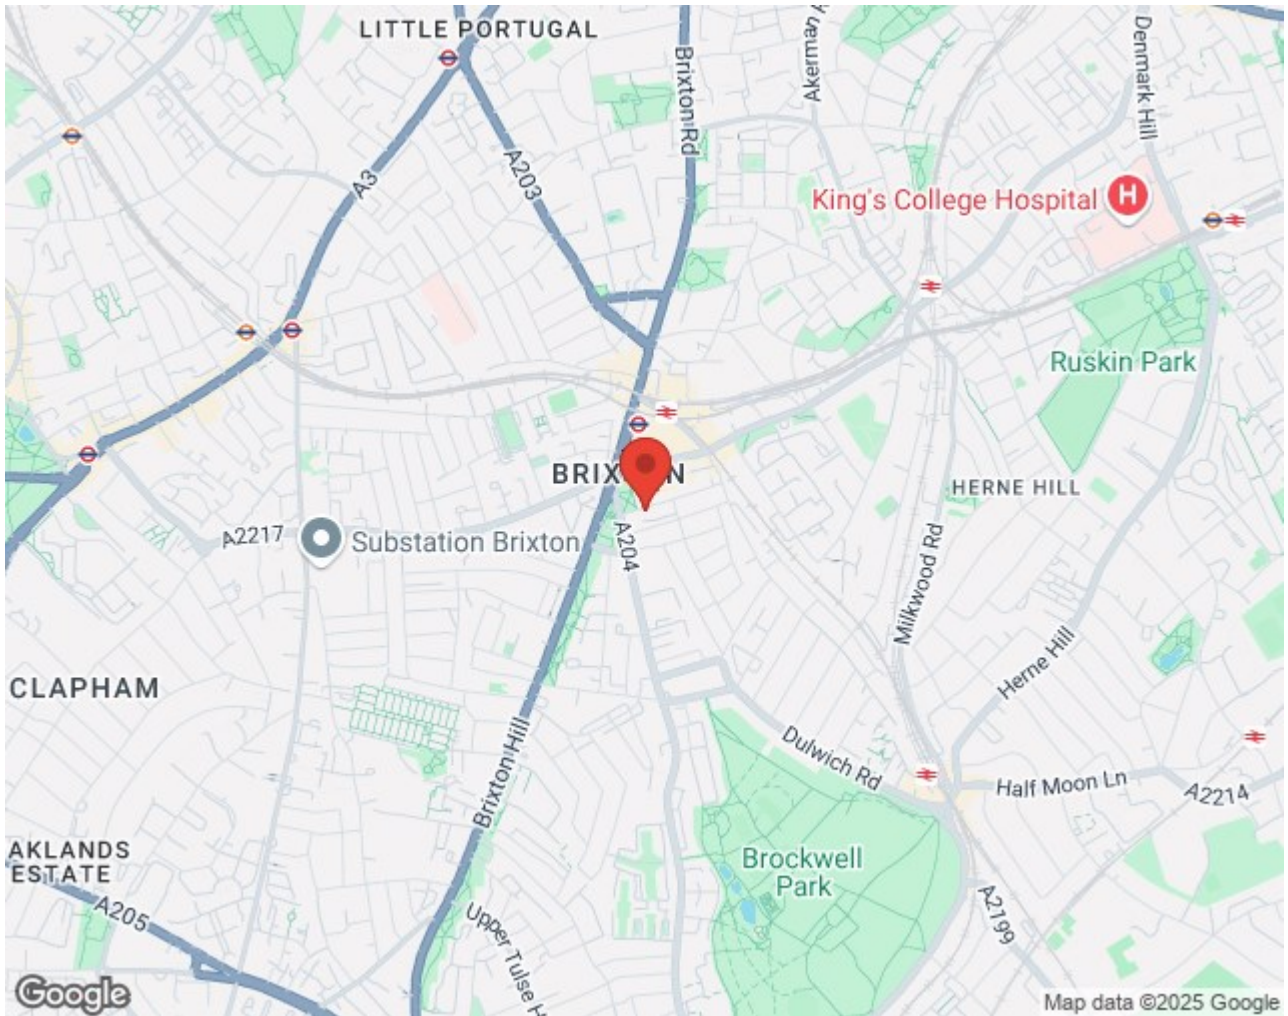 LITTLE PORTUGAL
Brixton Rd
Akerman R
Denmark Hill
A203
A3
King's College Hospital
H
Ruskin Park
BRIX N
HERNE HILL
A2217
Substation Brixton
A204
Milkwood Rd
Herne Hill
CLAPHAM
Brixton Hill
Dulwich Rd
Half Moon Ln
A2214
AKLANDS
ESTATE
Brockwell
Park
A205
Upper Tulse H
A2199
Google
Map data ©2025 Google